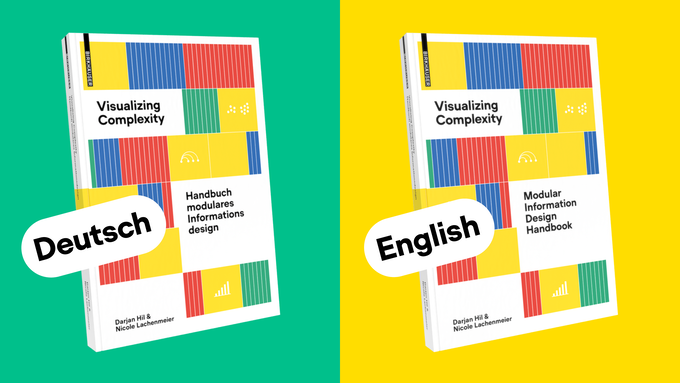 Visualizing
Complexity
Handbuch
modulares
Informations
design
Deutsch
Darjan Hil &
Nicole Lachenmeier
Visualizing
Complexity
Modular
Information
Design
Handbook
English
Darjan Hil &
Nicole Lachenmeier